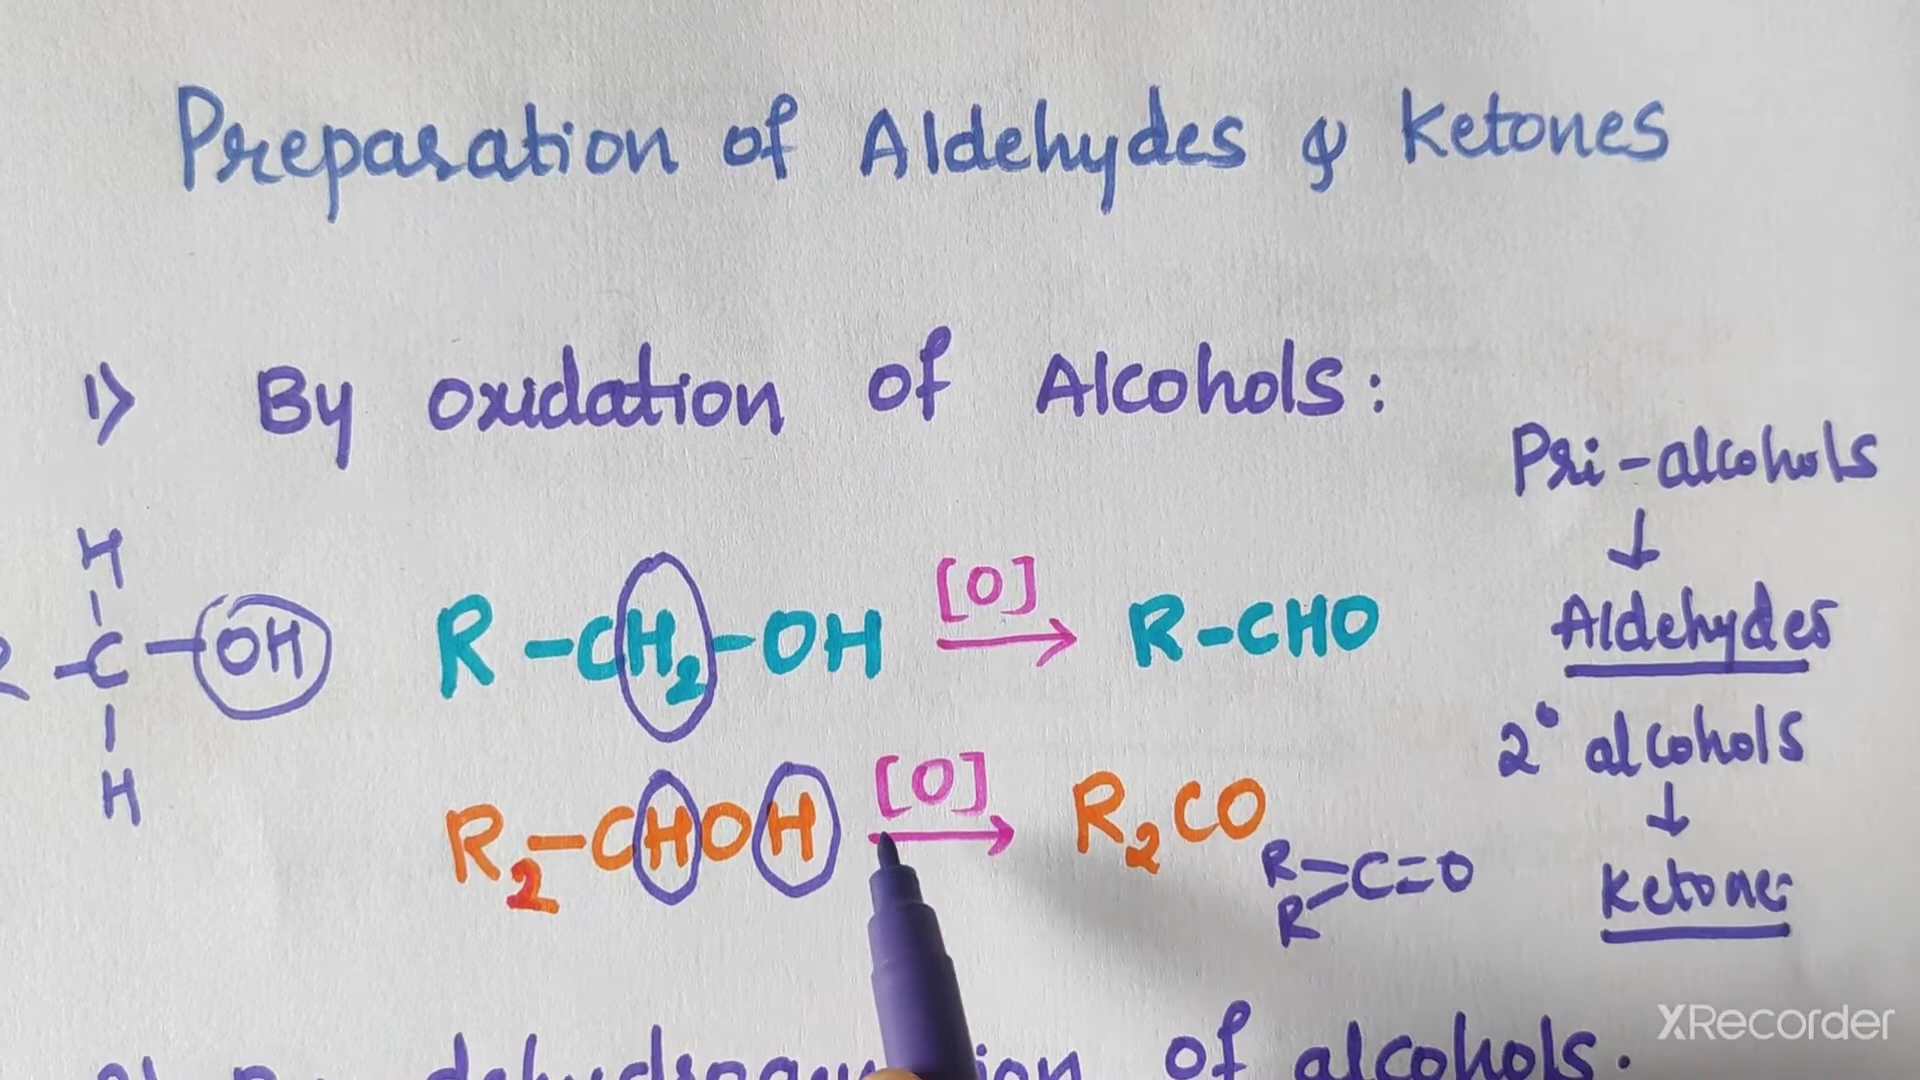 Preparation of Aldehydes & Ketones
1) By oxidation of Alcohols:
Pri-alcohols
↓
Aldehydes
2° alcohols
↓
Ketones
H
|
-C-OH
|
H
R-CH₂-OH [O] → R-CHO
R₂-CHOH [O] → R₂CO
R
R >C=O
of alcohols.
XRecorder